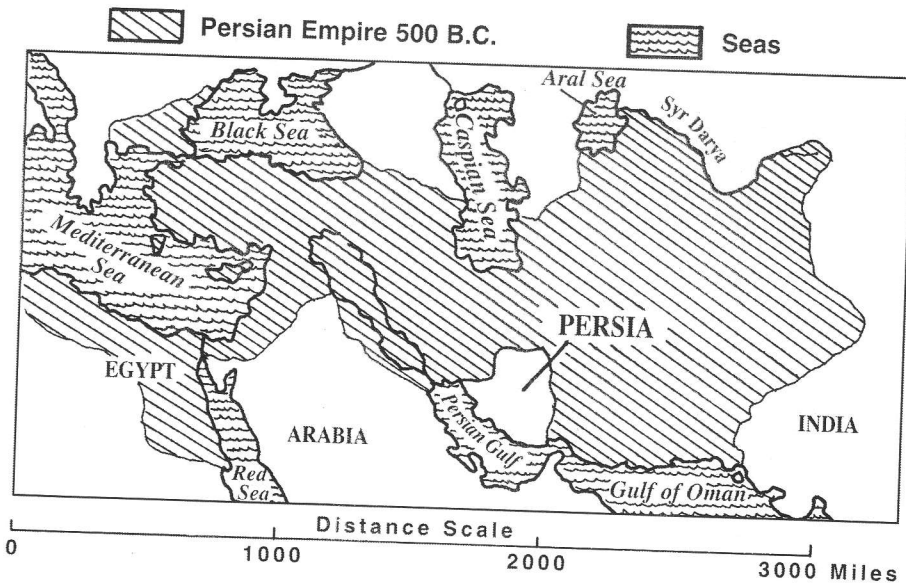 Persian Empire 500 B.C.
Seas
Aral Sea
Black Sea
Caspian Sea
Syr Darya
Mediterranean
Sea
PERSIA
EGYPT
ARABIA
Persian Gulf
INDIA
Red
Sea
Gulf of Oman
Distance Scale
0 1000 2000 3000 Miles